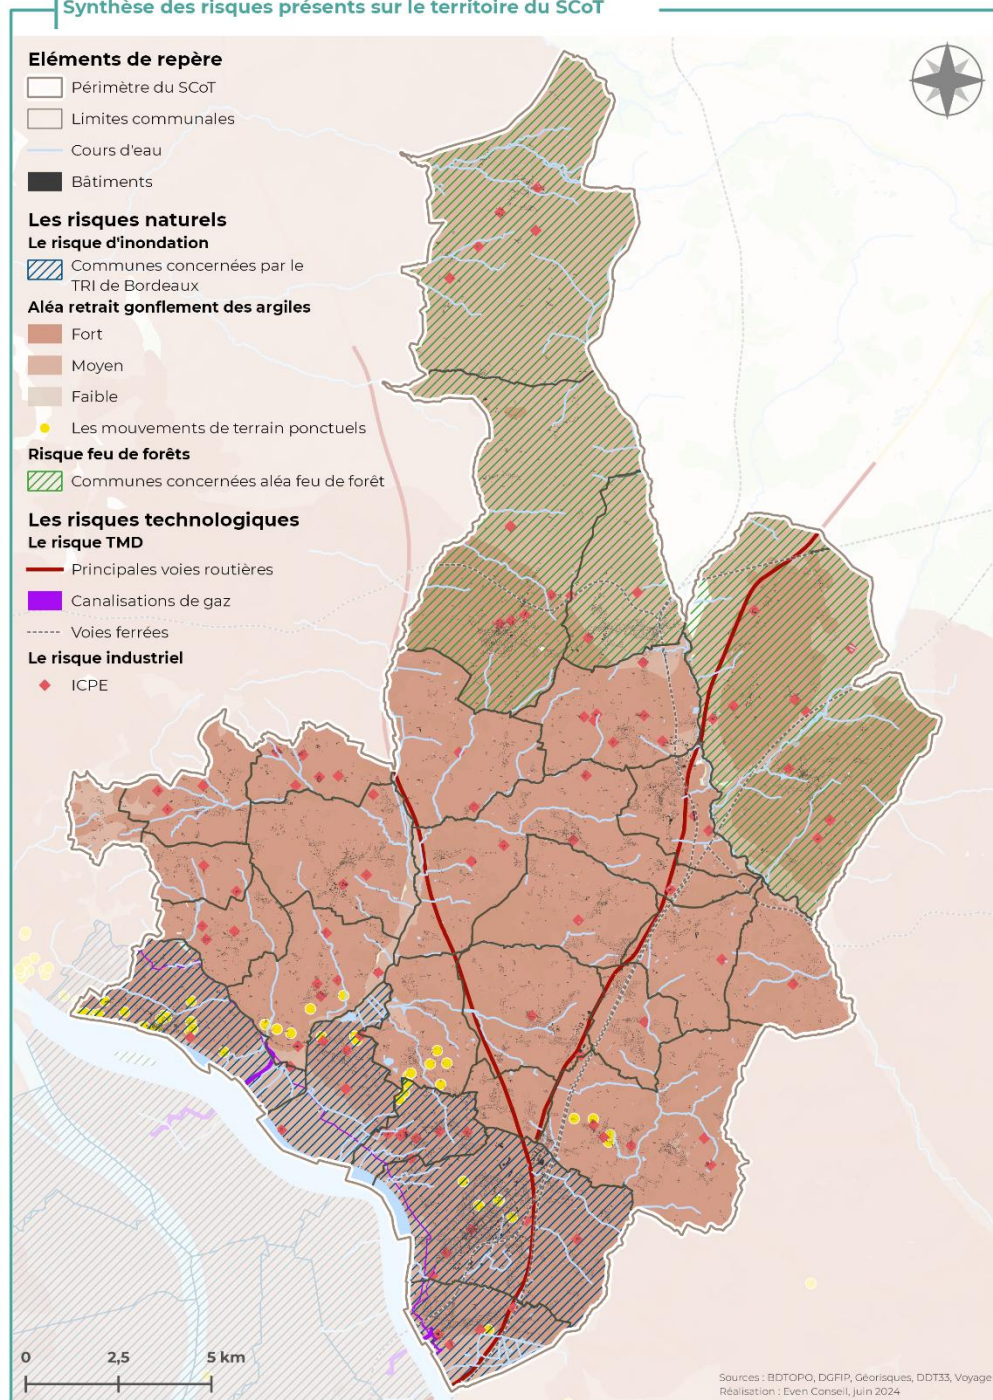 Synthèse des risques présents sur le territoire du SCoT
Eléments de repère
Périmètre du SCoT
Limites communales
Cours d'eau
Bâtiments
Les risques naturels
Le risque d'inondation
Communes concernées par le
TRI de Bordeaux
Aléa retrait gonflement des argiles
Fort
Moyen
Faible
Les mouvements de terrain ponctuels
Risque feu de forêts
Communes concernées aléa feu de forêt
Les risques technologiques
Le risque TMD
Principales voies routières
Canalisations de gaz
Voies ferrées
Le risque industriel
ICPE
0 2,5 5 km
Sources : BDTOPO, DGFIP, Géorisques, DDT33, Voyage
Réalisation : Even Conseil, juin 2024